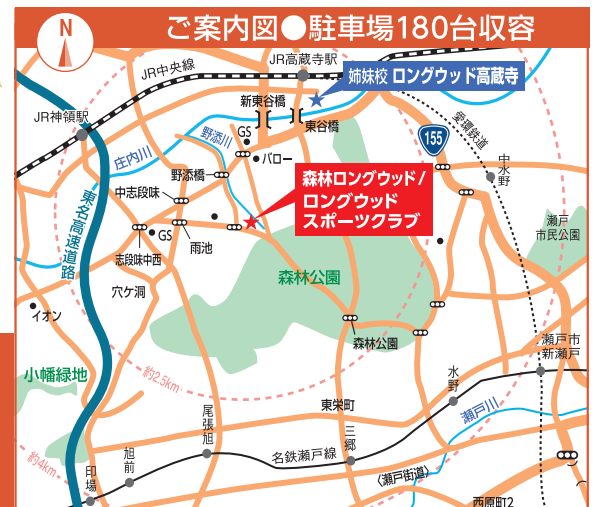 ご案内図●駐車場180台収容
N
JR中央線
JR高蔵寺駅
姉妹校 ロングウッド高蔵寺
JR神領駅
新東谷橋
東谷橋
愛環鉄道
155
中水野
庄内川
野添川
GS
バロー
野添橋
森林ロングウッド/
ロングウッド
スポーツクラブ
中志段味
東名高速道路
GS
志段味中西
雨池
瀬戸
市民公園
穴ケ洞
森林公園
イオン
森林公園
瀬戸市
新瀬戸
小幡緑地
約2.5km
水野
東栄町
瀬戸川
尾張旭
三郷
旭前
名鉄瀬戸線
約4km
印場
〈瀬戸街道〉
西原町2